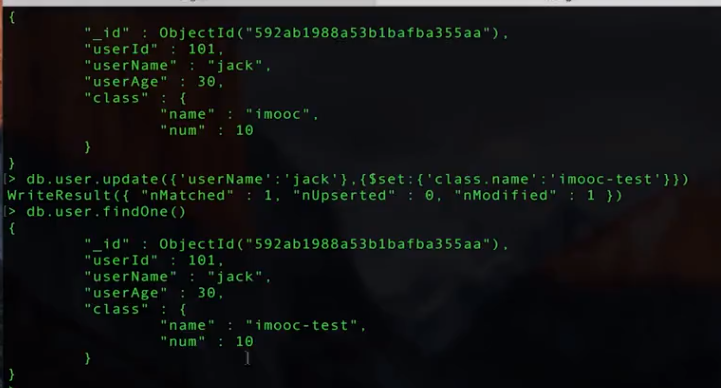 {
"_id" : ObjectId("592ab1988a53b1bafba355aa"),
"userId" : 101,
"userName" : "jack",
"userAge" : 30,
"class" : {
"name" : "imooc",
"num" : 10
}
}
> db.user.update({'userName':'jack'},{$set:{'class.name':'imooc-test'}})
WriteResult({ "nMatched" : 1, "nUpserted" : 0, "nModified" : 1 })
> db.user.findOne()
{
"_id" : ObjectId("592ab1988a53b1bafba355aa"),
"userId" : 101,
"userName" : "jack",
"userAge" : 30,
"class" : {
"name" : "imooc-test",
"num" : 10
}
}